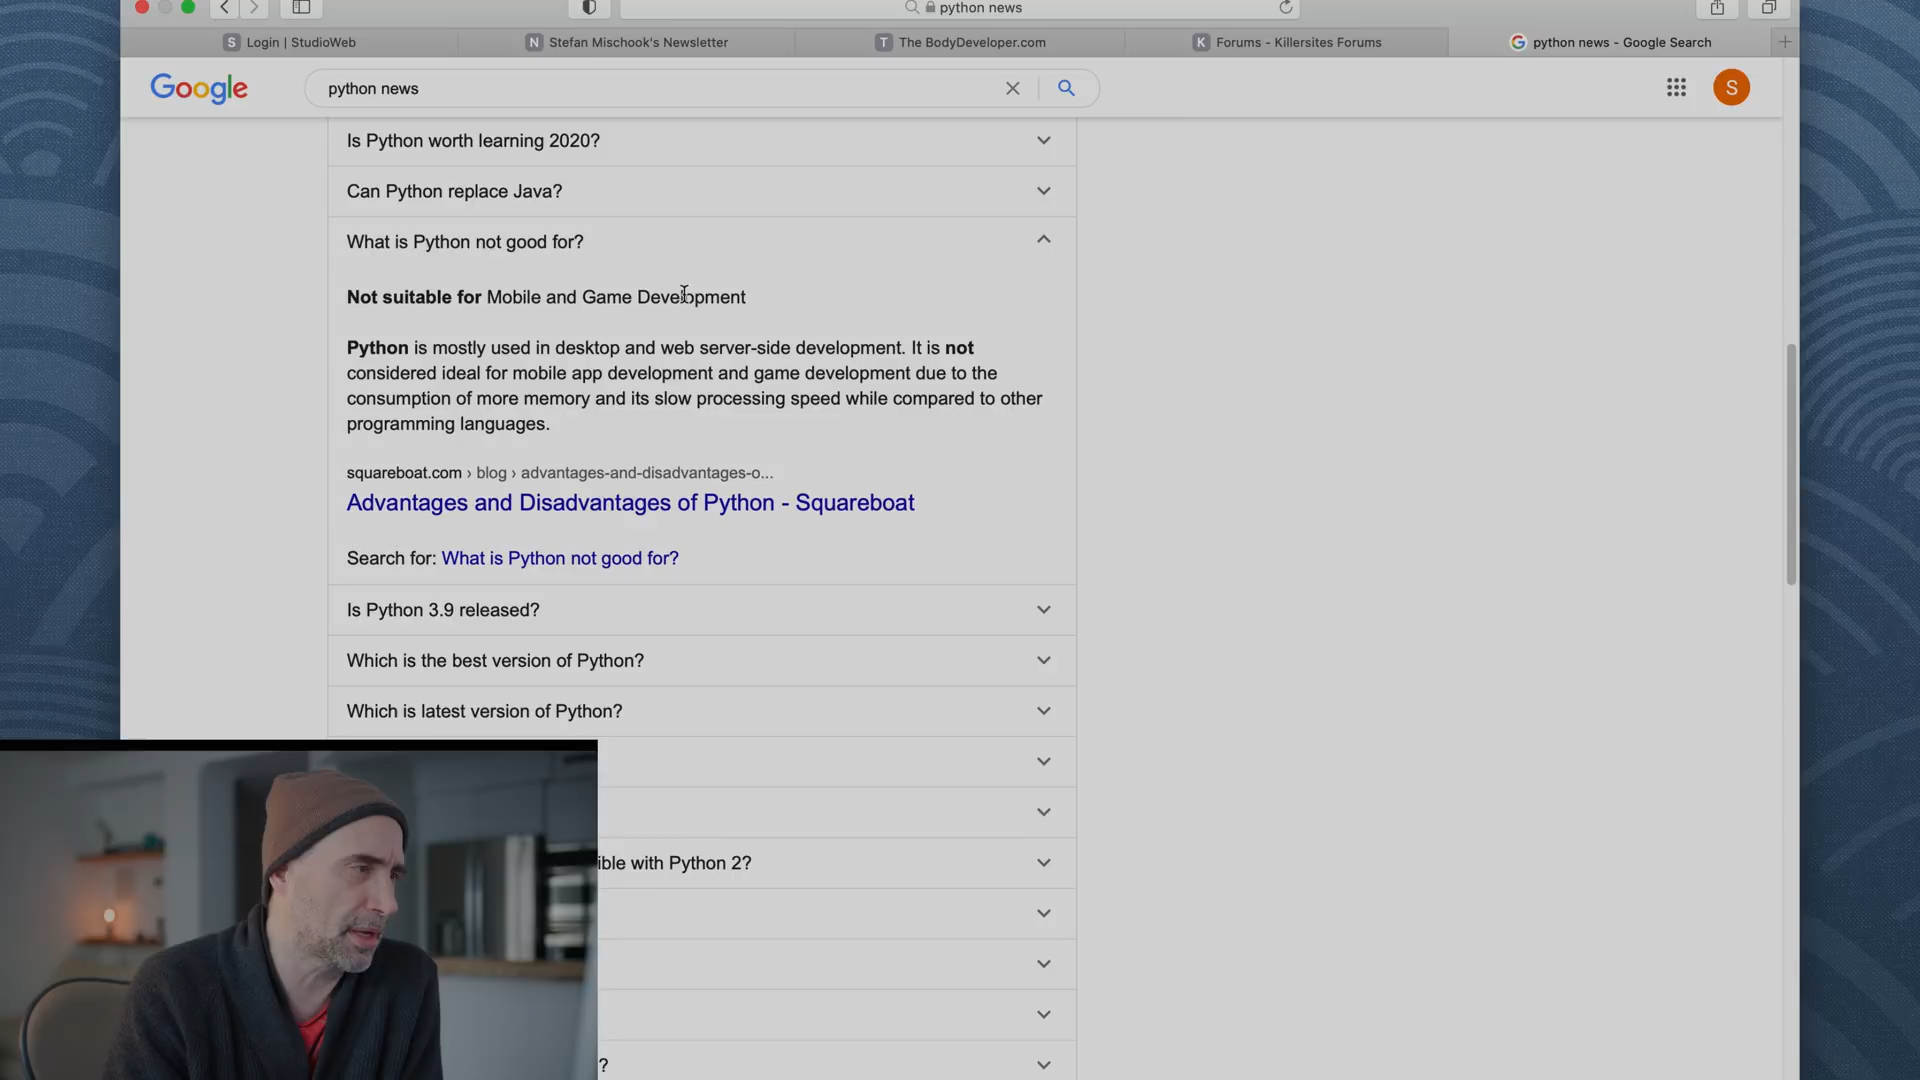 python news
S Login | StudioWeb
N Stefan Mischook's Newsletter
T The BodyDeveloper.com
K Forums - Killersites Forums
python news - Google Search
Google
python news
S
Is Python worth learning 2020?
Can Python replace Java?
What is Python not good for?
Not suitable for Mobile and Game Development
Python is mostly used in desktop and web server-side development. It is not
considered ideal for mobile app development and game development due to the
consumption of more memory and its slow processing speed while compared to other
programming languages.
squareboat.com › blog › advantages-and-disadvantages-o...
Advantages and Disadvantages of Python - Squareboat
Search for: What is Python not good for?
Is Python 3.9 released?
Which is the best version of Python?
Which is latest version of Python?
ible with Python 2?
?